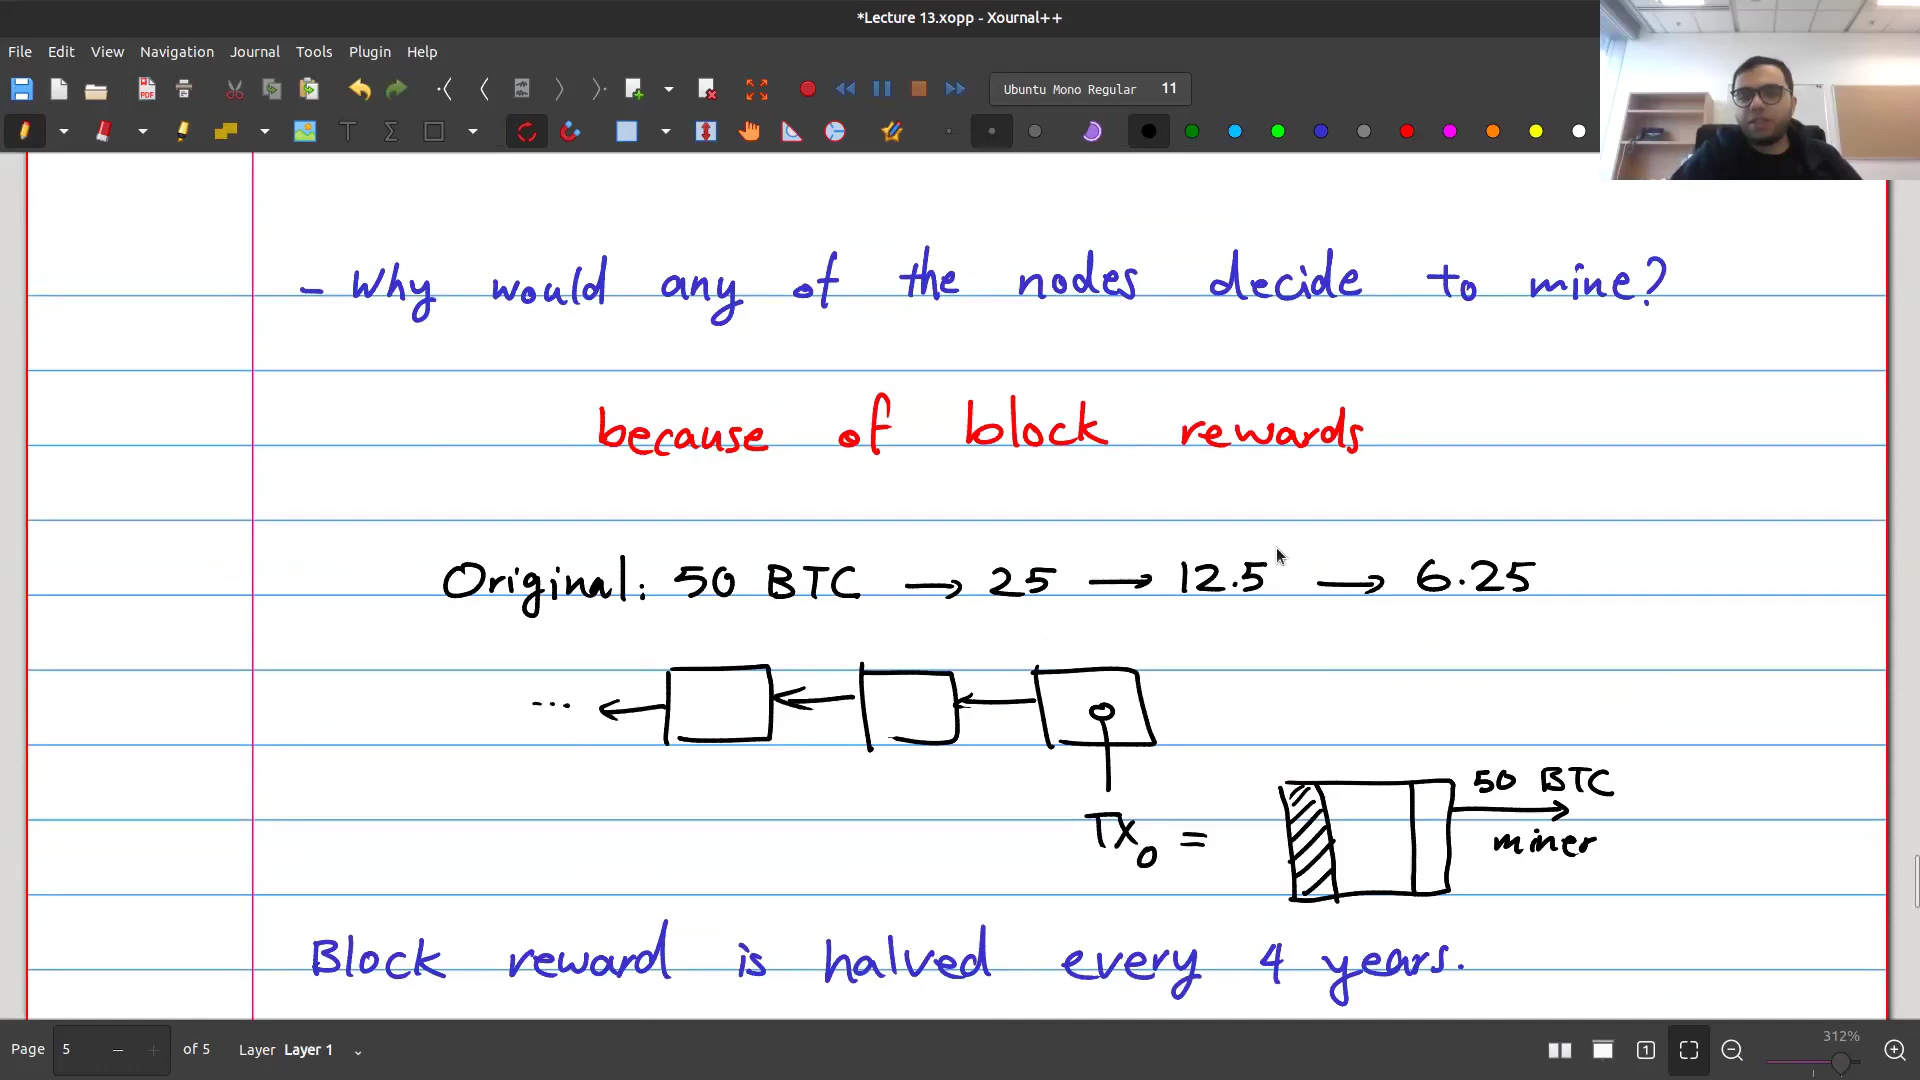 *Lecture 13.xopp - Xournal++
File Edit View Navigation Journal Tools Plugin Help
Ubuntu Mono Regular 11
- Why would any of the nodes decide to mine?
because of block rewards
Original: 50 BTC → 25 → 12.5 → 6.25
...
50 BTC
TX0 =
miner
Block reward is halved every 4 years.
Page 5 of 5 Layer Layer 1
312%